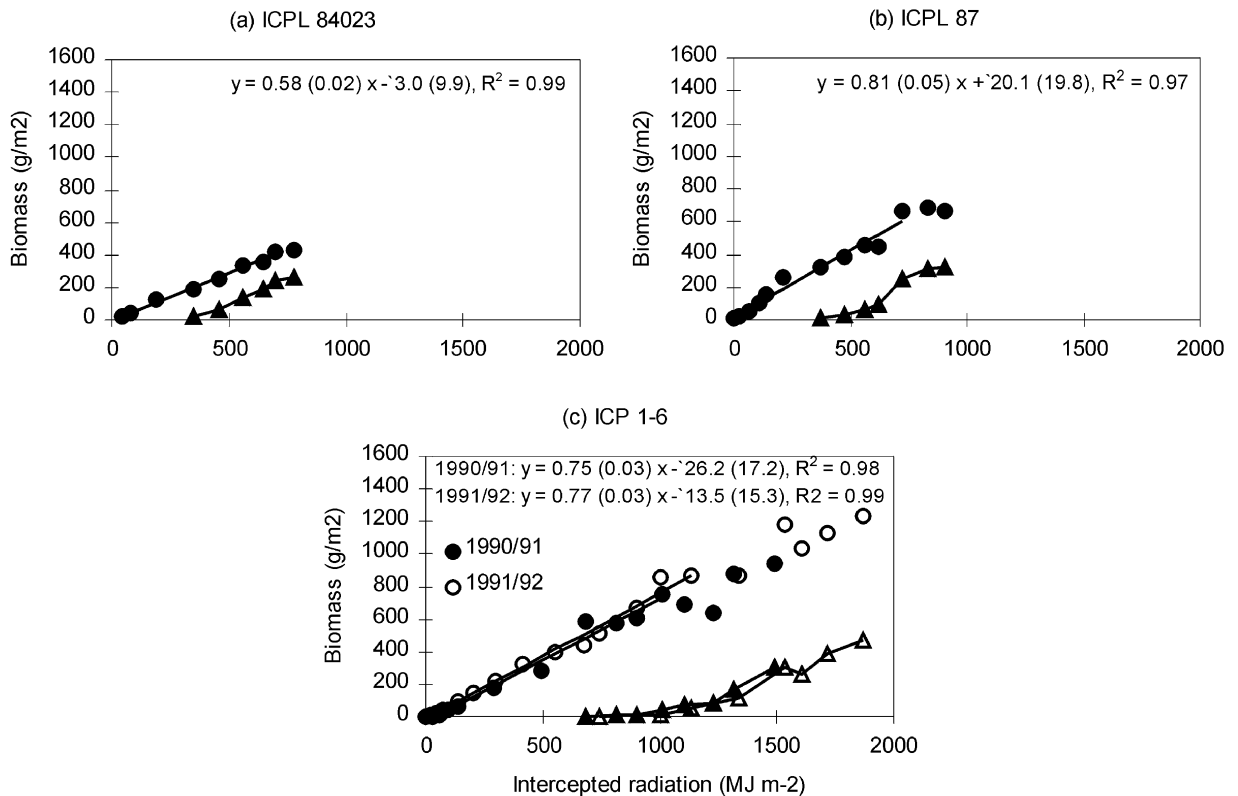 (a) ICPL 84023
1600
1400
1200
1000
800
600
400
200
0
Biomass (g/m2)
y = 0.58 (0.02) x -`3.0 (9.9), R² = 0.99
0 500 1000 1500 2000
(b) ICPL 87
1600
1400
1200
1000
800
600
400
200
0
Biomass (g/m2)
y = 0.81 (0.05) x +`20.1 (19.8), R² = 0.97
0 500 1000 1500 2000
(c) ICP 1-6
1600
1400
1200
1000
800
600
400
200
0
Biomass (g/m2)
1990/91: y = 0.75 (0.03) x -`26.2 (17.2), R² = 0.98
1991/92: y = 0.77 (0.03) x -`13.5 (15.3), R2 = 0.99
1990/91
1991/92
0 500 1000 1500 2000
Intercepted radiation (MJ m-2)